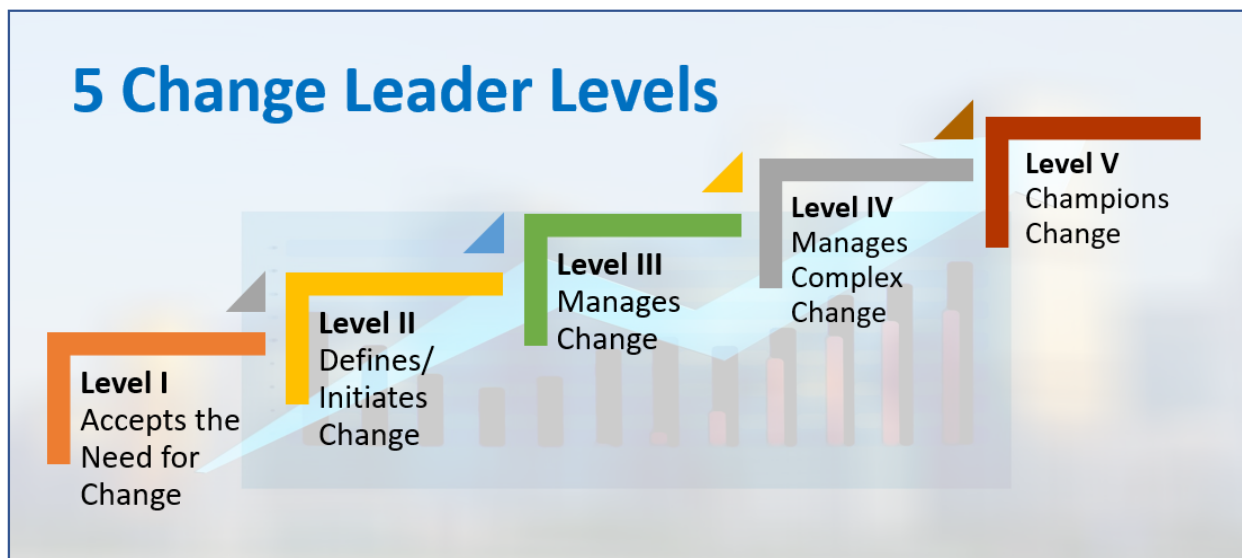 5 Change Leader Levels
Level I
Accepts the
Need for
Change
Level II
Defines/
Initiates
Change
Level III
Manages
Change
Level IV
Manages
Complex
Change
Level V
Champions
Change